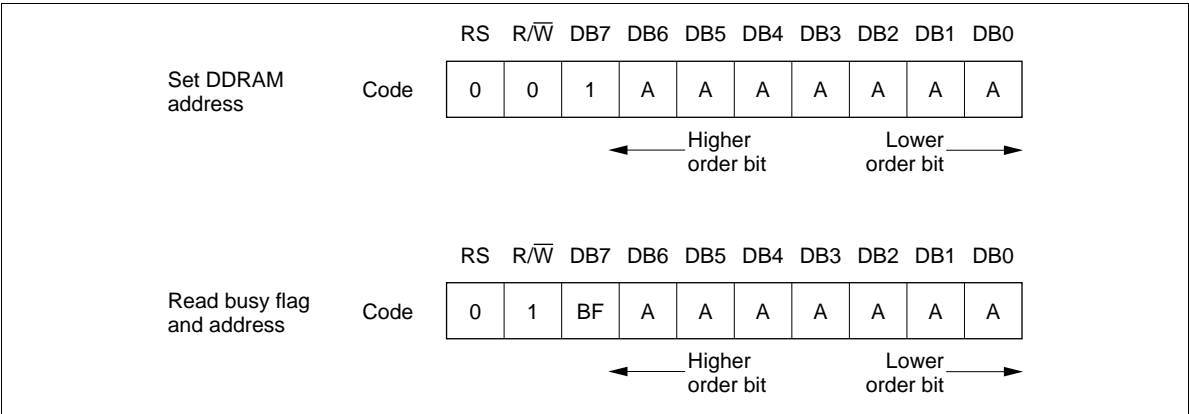 RS R/W̅ DB7 DB6 DB5 DB4 DB3 DB2 DB1 DB0
Set DDRAM
address
Code 0 0 1 A A A A A A A
Higher
order bit
Lower
order bit
RS R/W̅ DB7 DB6 DB5 DB4 DB3 DB2 DB1 DB0
Read busy flag
and address
Code 0 1 BF A A A A A A A
Higher
order bit
Lower
order bit